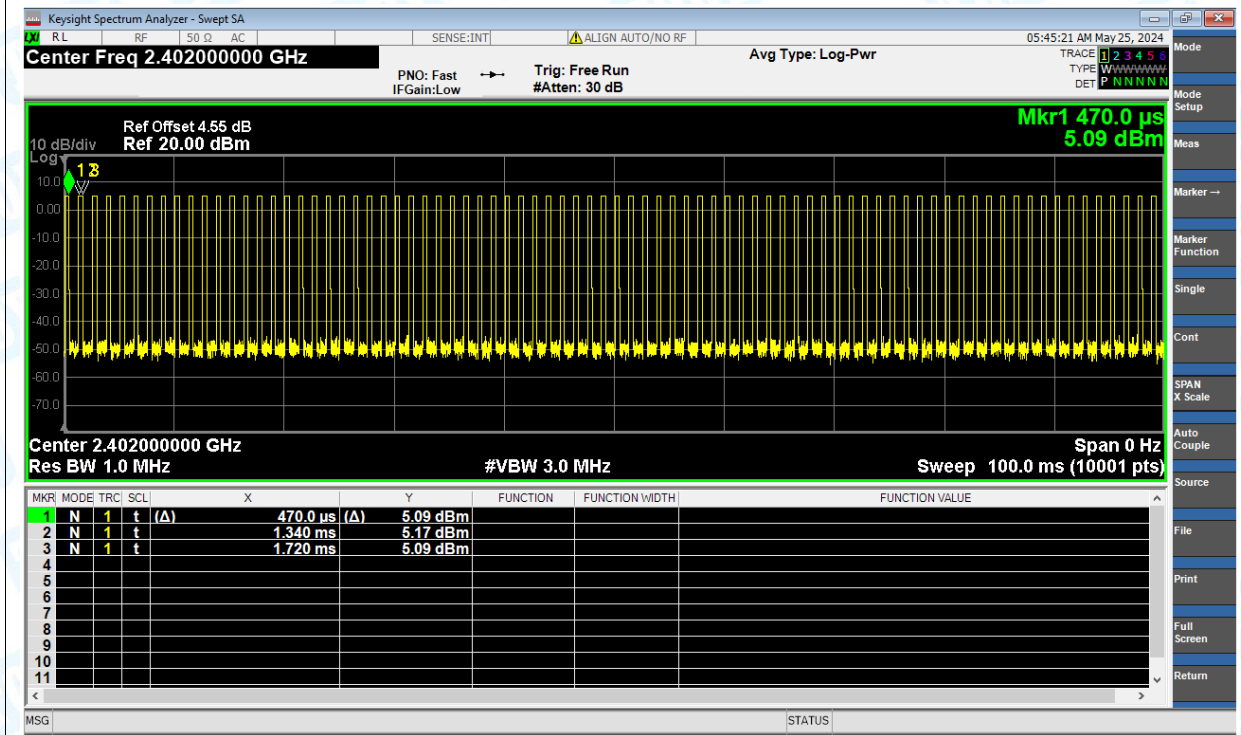 Keysight Spectrum Analyzer - Swept SA
LXI RL RF 50 Ω AC SENSE:INT ALIGN AUTO/NO RF 05:45:21 AM May 25, 2024
Center Freq 2.402000000 GHz
PNO: Fast
IFGain:Low
Trig: Free Run
#Atten: 30 dB
Avg Type: Log-Pwr
TRACE 1 2 3 4 5 6
TYPE WWWWWW
DET P N N N N N
Mkr1 470.0 µs
5.09 dBm
Ref Offset 4.55 dB
10 dB/div Ref 20.00 dBm
Log
1 2 3
10.0
0.00
-10.0
-20.0
-30.0
-40.0
-50.0
-60.0
-70.0
Center 2.402000000 GHz Span 0 Hz
Res BW 1.0 MHz #VBW 3.0 MHz Sweep 100.0 ms (10001 pts)
MKR MODE TRC SCL X Y FUNCTION FUNCTION WIDTH FUNCTION VALUE
1 N 1 t (Δ) 470.0 µs (Δ) 5.09 dBm
2 N 1 t 1.340 ms 5.17 dBm
3 N 1 t 1.720 ms 5.09 dBm
4
5
6
7
8
9
10
11
MSG STATUS
Mode
Mode
Setup
Meas
Marker →
Marker
Function
Single
Cont
SPAN
X Scale
Auto
Couple
Source
File
Print
Full
Screen
Return